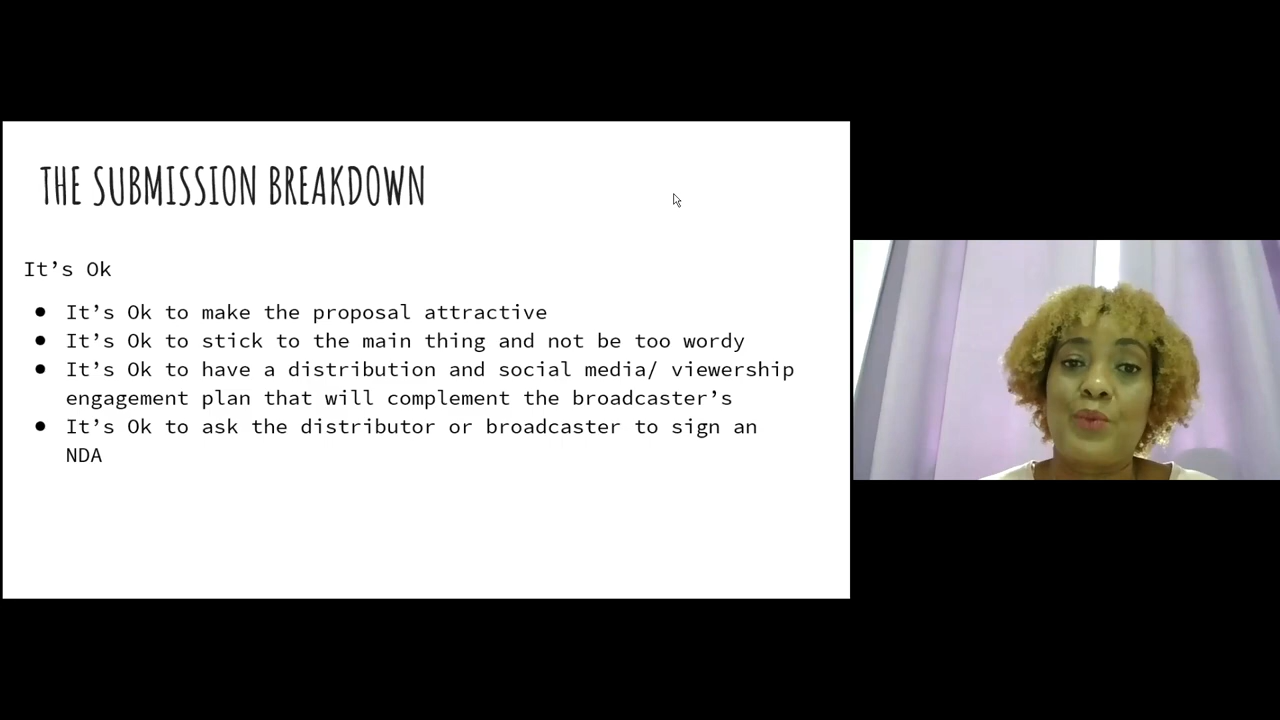 THE SUBMISSION BREAKDOWN
It’s Ok
● It’s Ok to make the proposal attractive
● It’s Ok to stick to the main thing and not be too wordy
● It’s Ok to have a distribution and social media/ viewership
engagement plan that will complement the broadcaster’s
● It’s Ok to ask the distributor or broadcaster to sign an
NDA